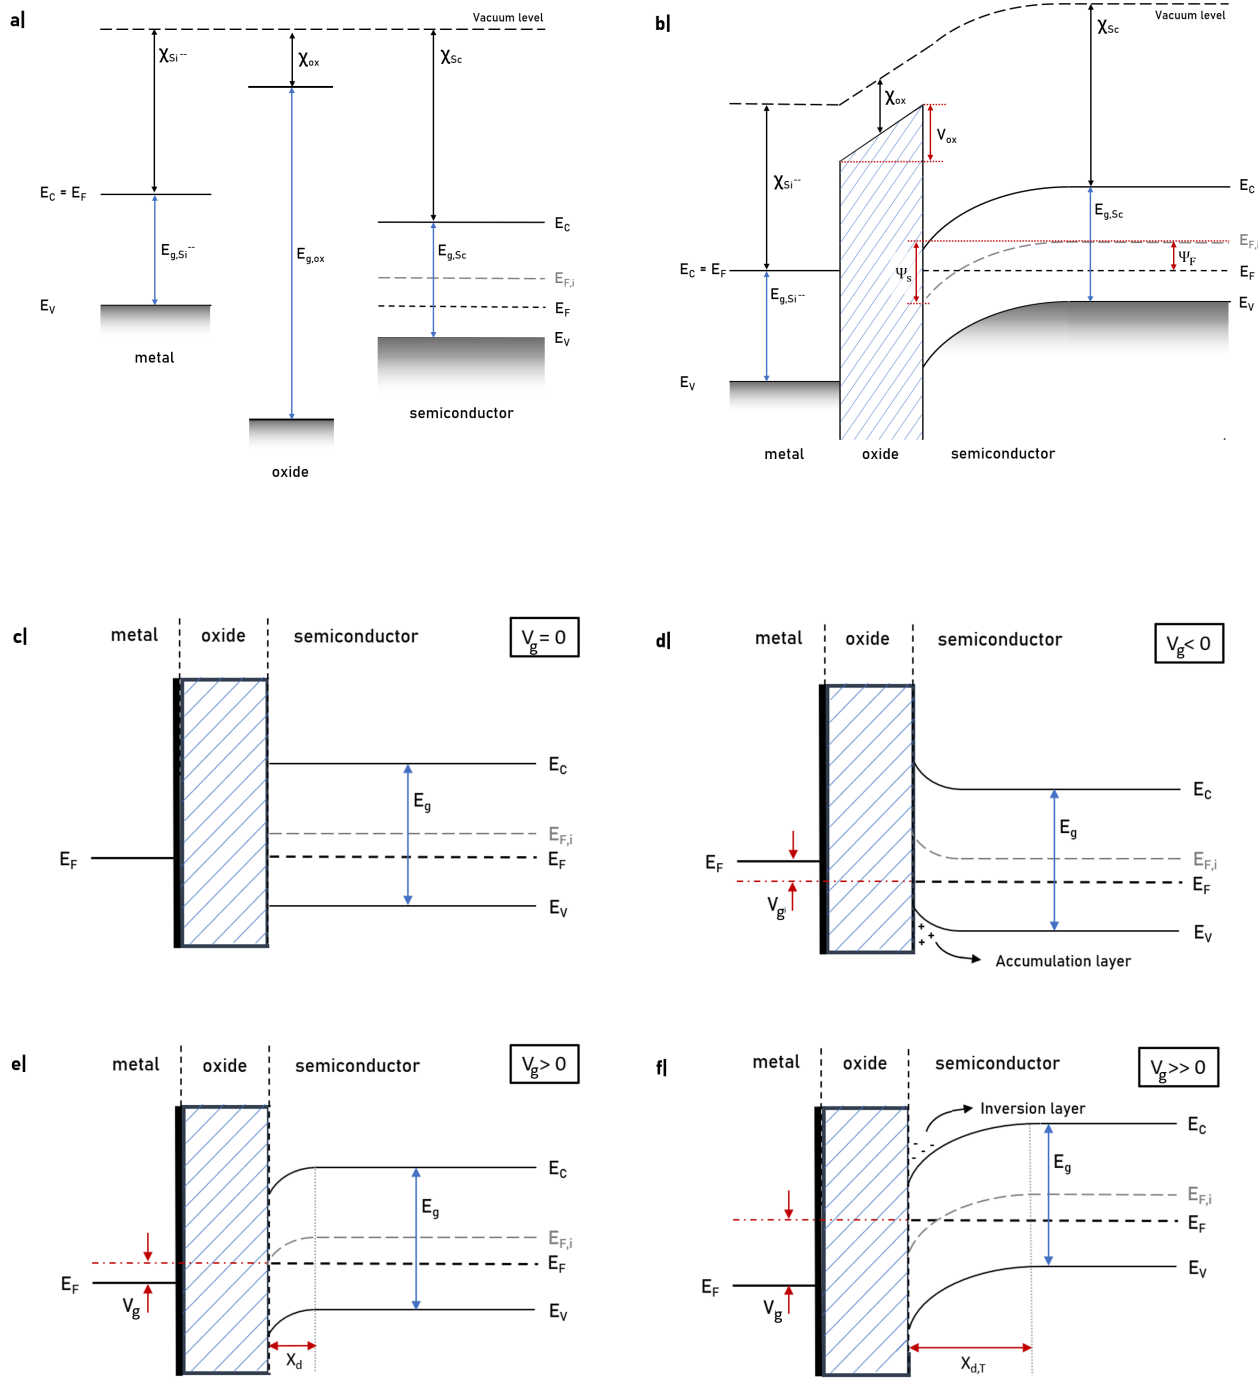 a|
Vacuum level
χSi--
χox
χSc
EC = EF
Eg,Si--
Eg,ox
Eg,Sc
EC
EF,i
EF
EV
EV
metal
semiconductor
oxide
b|
Vacuum level
χSc
χox
Vox
χSi--
EC
Eg,Sc
EF,i
EC = EF
Ψs
ΨF
EF
Eg,Si--
EV
EV
metal
oxide
semiconductor
c|
metal
oxide
semiconductor
Vg= 0
EC
Eg
EF,i
EF
EF
EV
d|
metal
oxide
semiconductor
Vg< 0
EC
Eg
EF
EF,i
EF
Vgi
EV
+ + + +
Accumulation layer
e|
metal
oxide
semiconductor
Vg> 0
EC
Eg
EF,i
EF
EF
Vg
EV
Xd
f|
metal
oxide
semiconductor
Vg>> 0
Inversion layer
- - - -
EC
Eg
EF,i
EF
EV
EF
Vg
Xd,T